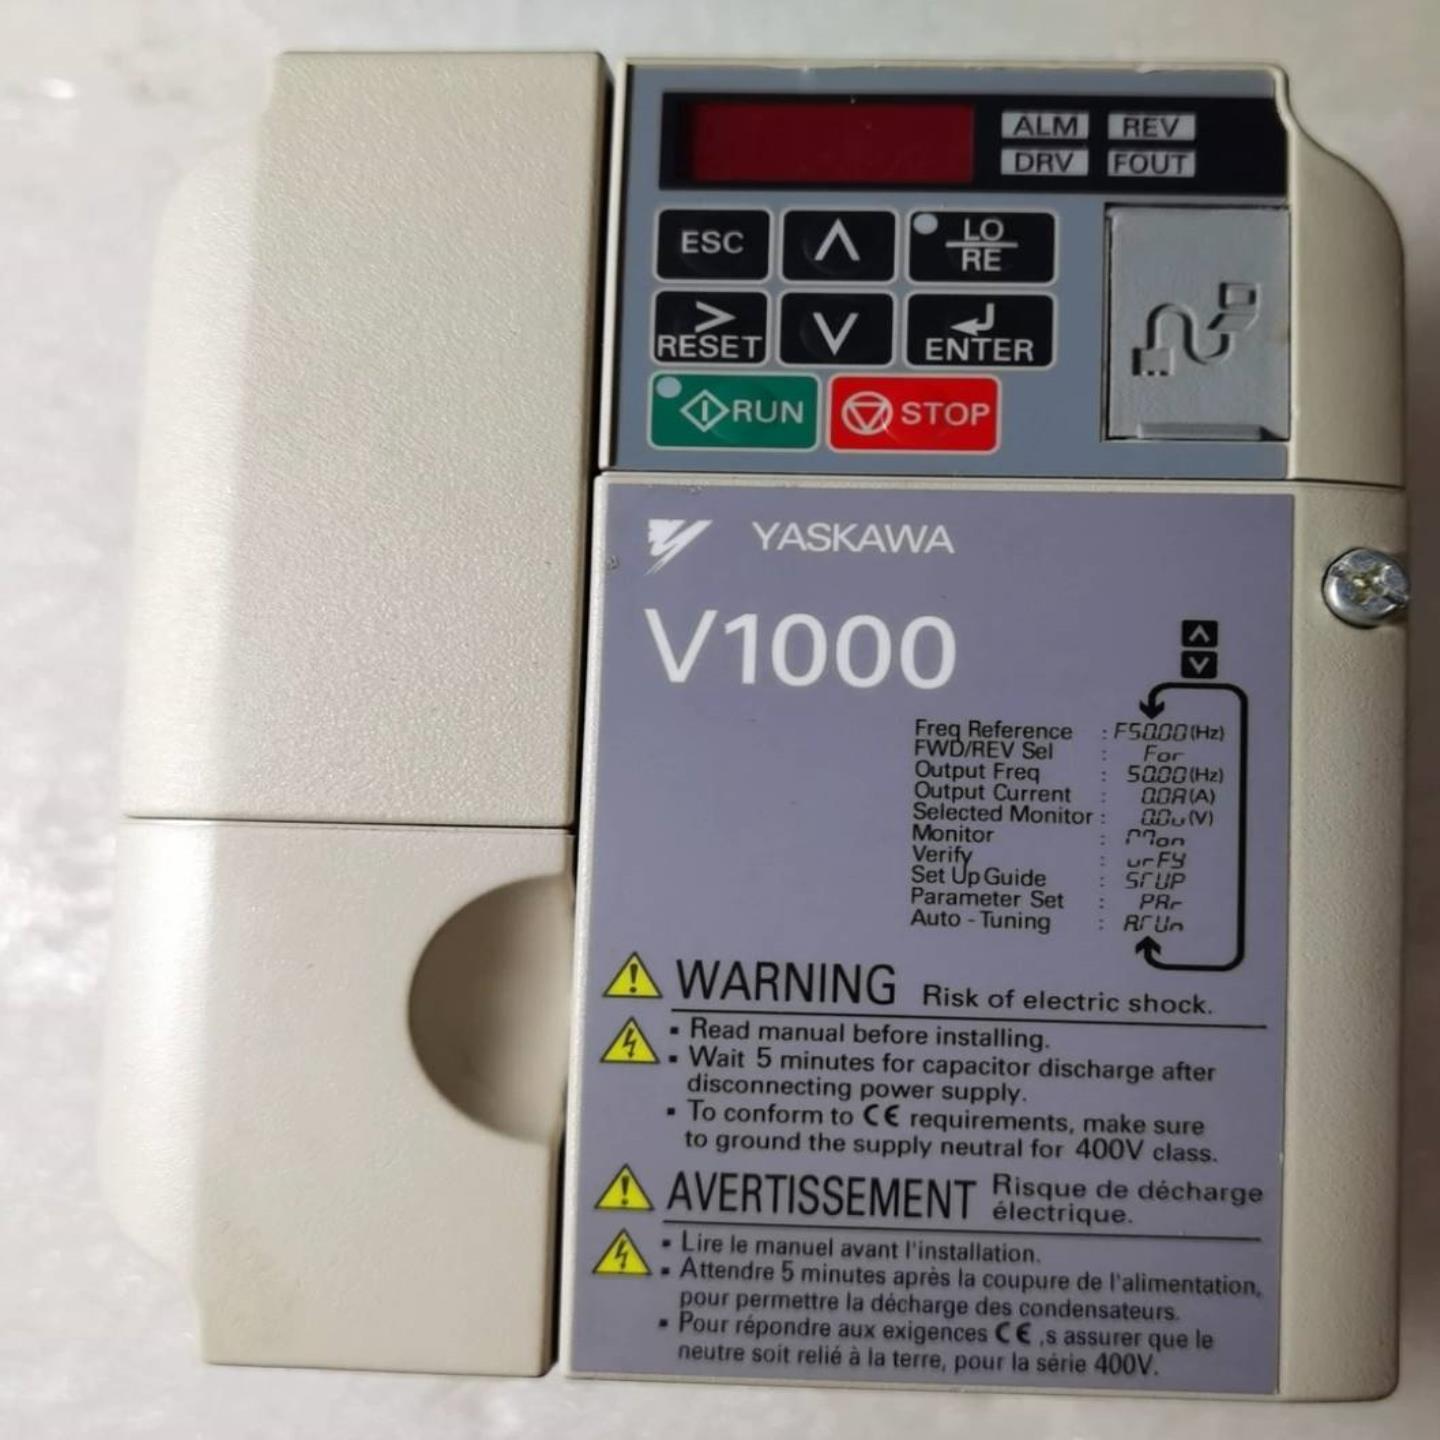 ALM REV
DRV FOUT
ESC
LO
RE
>
RESET
ENTER
RUN STOP
YASKAWA
V1000
Freq Reference : F50.00(Hz)
FWD/REV Sel : For
Output Freq : 50.00(Hz)
Output Current : 0.0A(A)
Selected Monitor : 0.0v(V)
Monitor : Mon
Verify : vrFY
Set Up Guide : STUP
Parameter Set : PAr
Auto - Tuning : ATUn
WARNING Risk of electric shock.
▪ Read manual before installing.
▪ Wait 5 minutes for capacitor discharge after
disconnecting power supply.
▪ To conform to CE requirements, make sure
to ground the supply neutral for 400V class.
AVERTISSEMENT Risque de décharge
électrique.
▪ Lire le manuel avant l'installation.
▪ Attendre 5 minutes après la coupure de l'alimentation,
pour permettre la décharge des condensateurs.
▪ Pour répondre aux exigences CE ,s assurer que le
neutre soit relié à la terre, pour la série 400V.